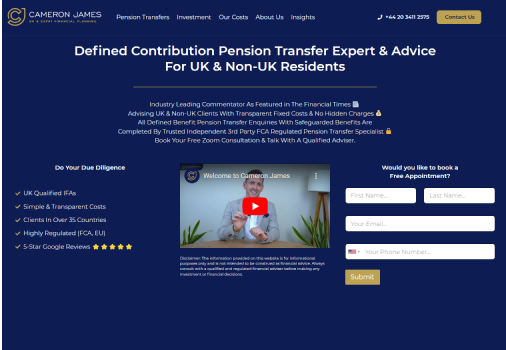 CAMERON JAMES
UK & EXPAT FINANCIAL PLANNING
Pension Transfers
Investment
Our Costs
About Us
Insights
+44 20 3411 2575
Contact Us
Defined Contribution Pension Transfer Expert & Advice
For UK & Non-UK Residents
Industry Leading Commentator As Featured in The Financial Times
Advising UK & Non-UK Clients With Transparent Fixed Costs & No Hidden Charges
All Defined Benefit Pension Transfer Enquiries With Safeguarded Benefits Are
Completed By Trusted Independent 3rd Party FCA Regulated Pension Transfer Specialist
Book Your Free Zoom Consultation & Talk With A Qualified Adviser.
Do Your Due Diligence
UK Qualified IFAs
Simple & Transparent Costs
Clients In Over 35 Countries
Highly Regulated (FCA, EU)
5-Star Google Reviews
Welcome to Cameron James
Disclaimer: The information provided on this website is for informational
purposes only and is not intended to be construed as financial advice. Always
consult with a qualified and regulated financial adviser before making any
investment or financial decisions.
Would you like to book a
Free Appointment?
First Name...
Last Name...
Your Email...
Your Phone Number...
Submit